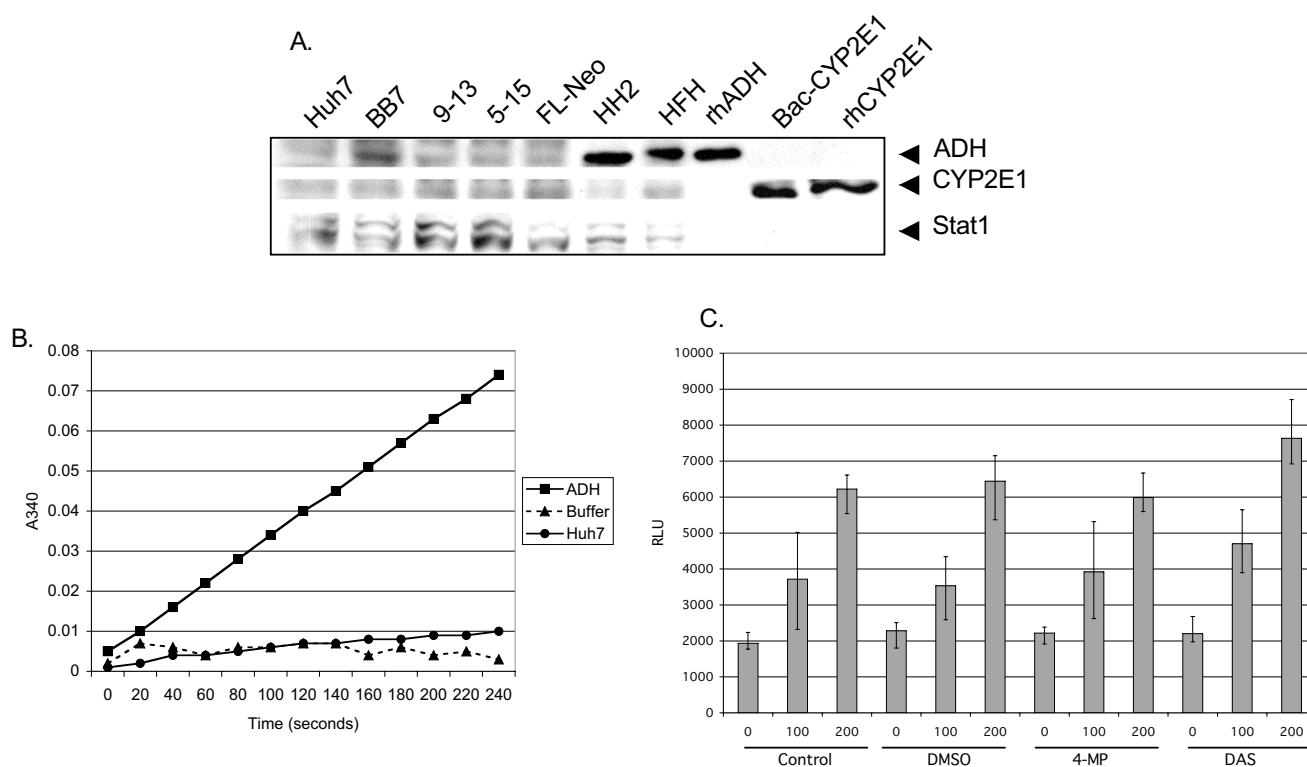 A.
Huh7 BB7 9-13 5-15 FL-Neo HH2 HFH rhADH Bac-CYP2E1 rhCYP2E1
ADH
CYP2E1
Stat1
B.
0.08
0.07
0.06
0.05
0.04
0.03
0.02
0.01
0
A340
0 20 40 60 80 100 120 140 160 180 200 220 240
Time (seconds)
ADH
Buffer
Huh7
C.
10000
9000
8000
7000
6000
5000
4000
3000
2000
1000
0
RLU
0 100 200 0 100 200 0 100 200 0 100 200
Control DMSO 4-MP DAS